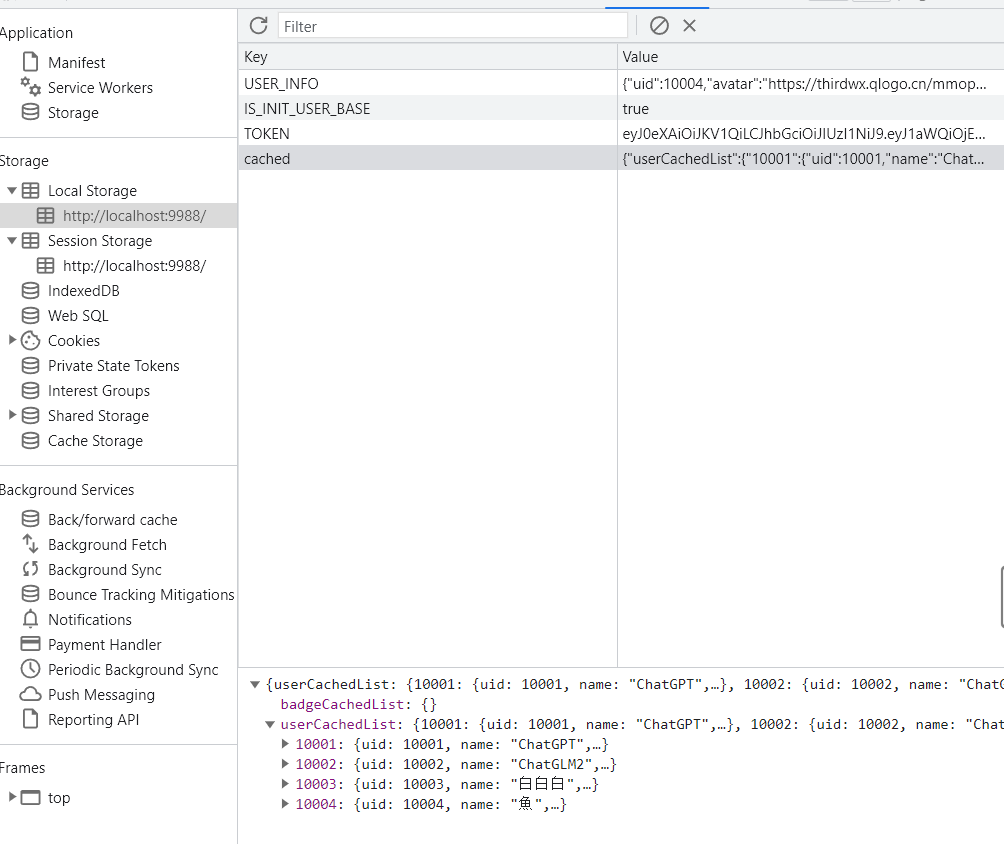 Application
Manifest
Service Workers
Storage
Storage
Local Storage
http://localhost:9988/
Session Storage
http://localhost:9988/
IndexedDB
Web SQL
Cookies
Private State Tokens
Interest Groups
Shared Storage
Cache Storage
Background Services
Back/forward cache
Background Fetch
Background Sync
Bounce Tracking Mitigations
Notifications
Payment Handler
Periodic Background Sync
Push Messaging
Reporting API
Frames
top
Filter
Key Value
USER_INFO {"uid":10004,"avatar":"https://thirdwx.qlogo.cn/mmop...
IS_INIT_USER_BASE true
TOKEN eyJ0eXAiOiJKV1QiLCJhbGciOiJIUzI1NiJ9.eyJ1aWQiOjE...
cached {"userCachedList":{"10001":{"uid":10001,"name":"Chat...
{userCachedList: {10001: {uid: 10001, name: "ChatGPT",…}, 10002: {uid: 10002, name: "ChatG
badgeCachedList: {}
userCachedList: {10001: {uid: 10001, name: "ChatGPT",…}, 10002: {uid: 10002, name: "Chat
10001: {uid: 10001, name: "ChatGPT",…}
10002: {uid: 10002, name: "ChatGLM2",…}
10003: {uid: 10003, name: "白白白",…}
10004: {uid: 10004, name: "魚",…}